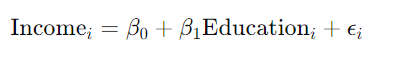 Incomeᵢ = β₀ + β₁Educationᵢ + ϵᵢ